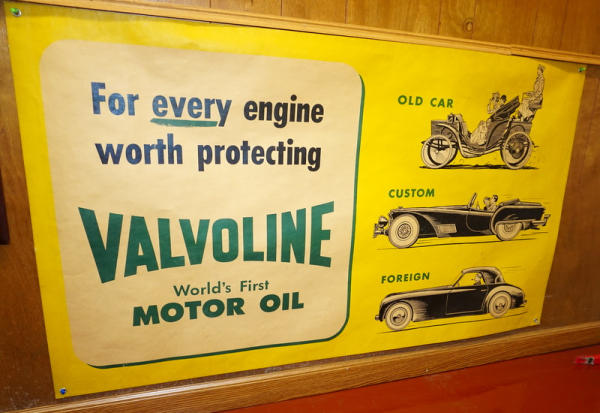 For every engine
worth protecting
VALVOLINE
World's First
MOTOR OIL
OLD CAR
CUSTOM
FOREIGN